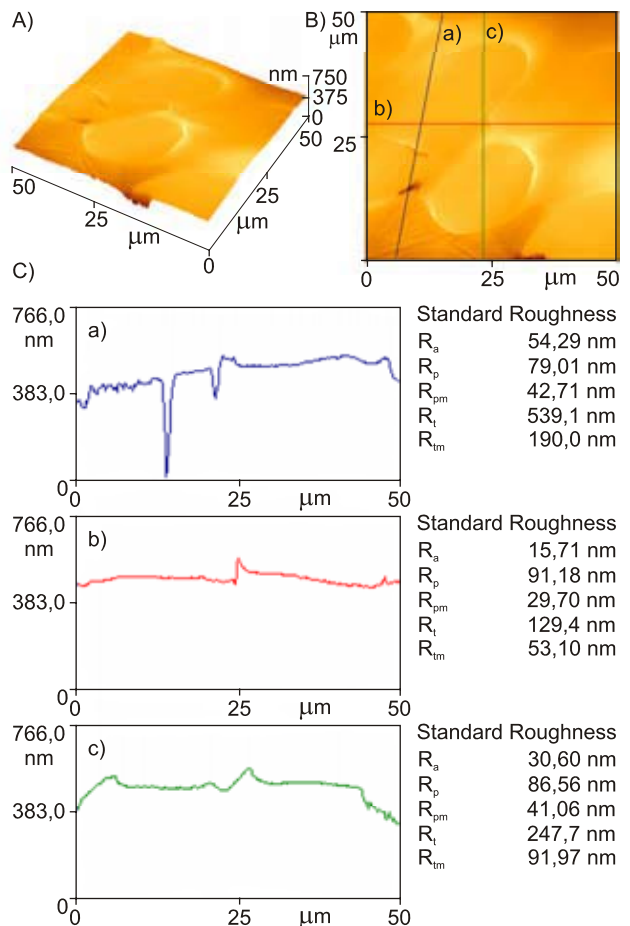 A)
nm
750
375
0
50
25
μm
0
50
25
μm
B)
50
μm
a)
c)
b)
25
0
25
μm
50
C)
766,0
nm
a)
383,0
0
0
25
μm
50
Standard Roughness
Ra 54,29 nm
Rp 79,01 nm
Rpm 42,71 nm
Rt 539,1 nm
Rtm 190,0 nm
766,0
nm
b)
383,0
0
0
25
μm
50
Standard Roughness
Ra 15,71 nm
Rp 91,18 nm
Rpm 29,70 nm
Rt 129,4 nm
Rtm 53,10 nm
766,0
nm
c)
383,0
0
0
25
μm
50
Standard Roughness
Ra 30,60 nm
Rp 86,56 nm
Rpm 41,06 nm
Rt 247,7 nm
Rtm 91,97 nm